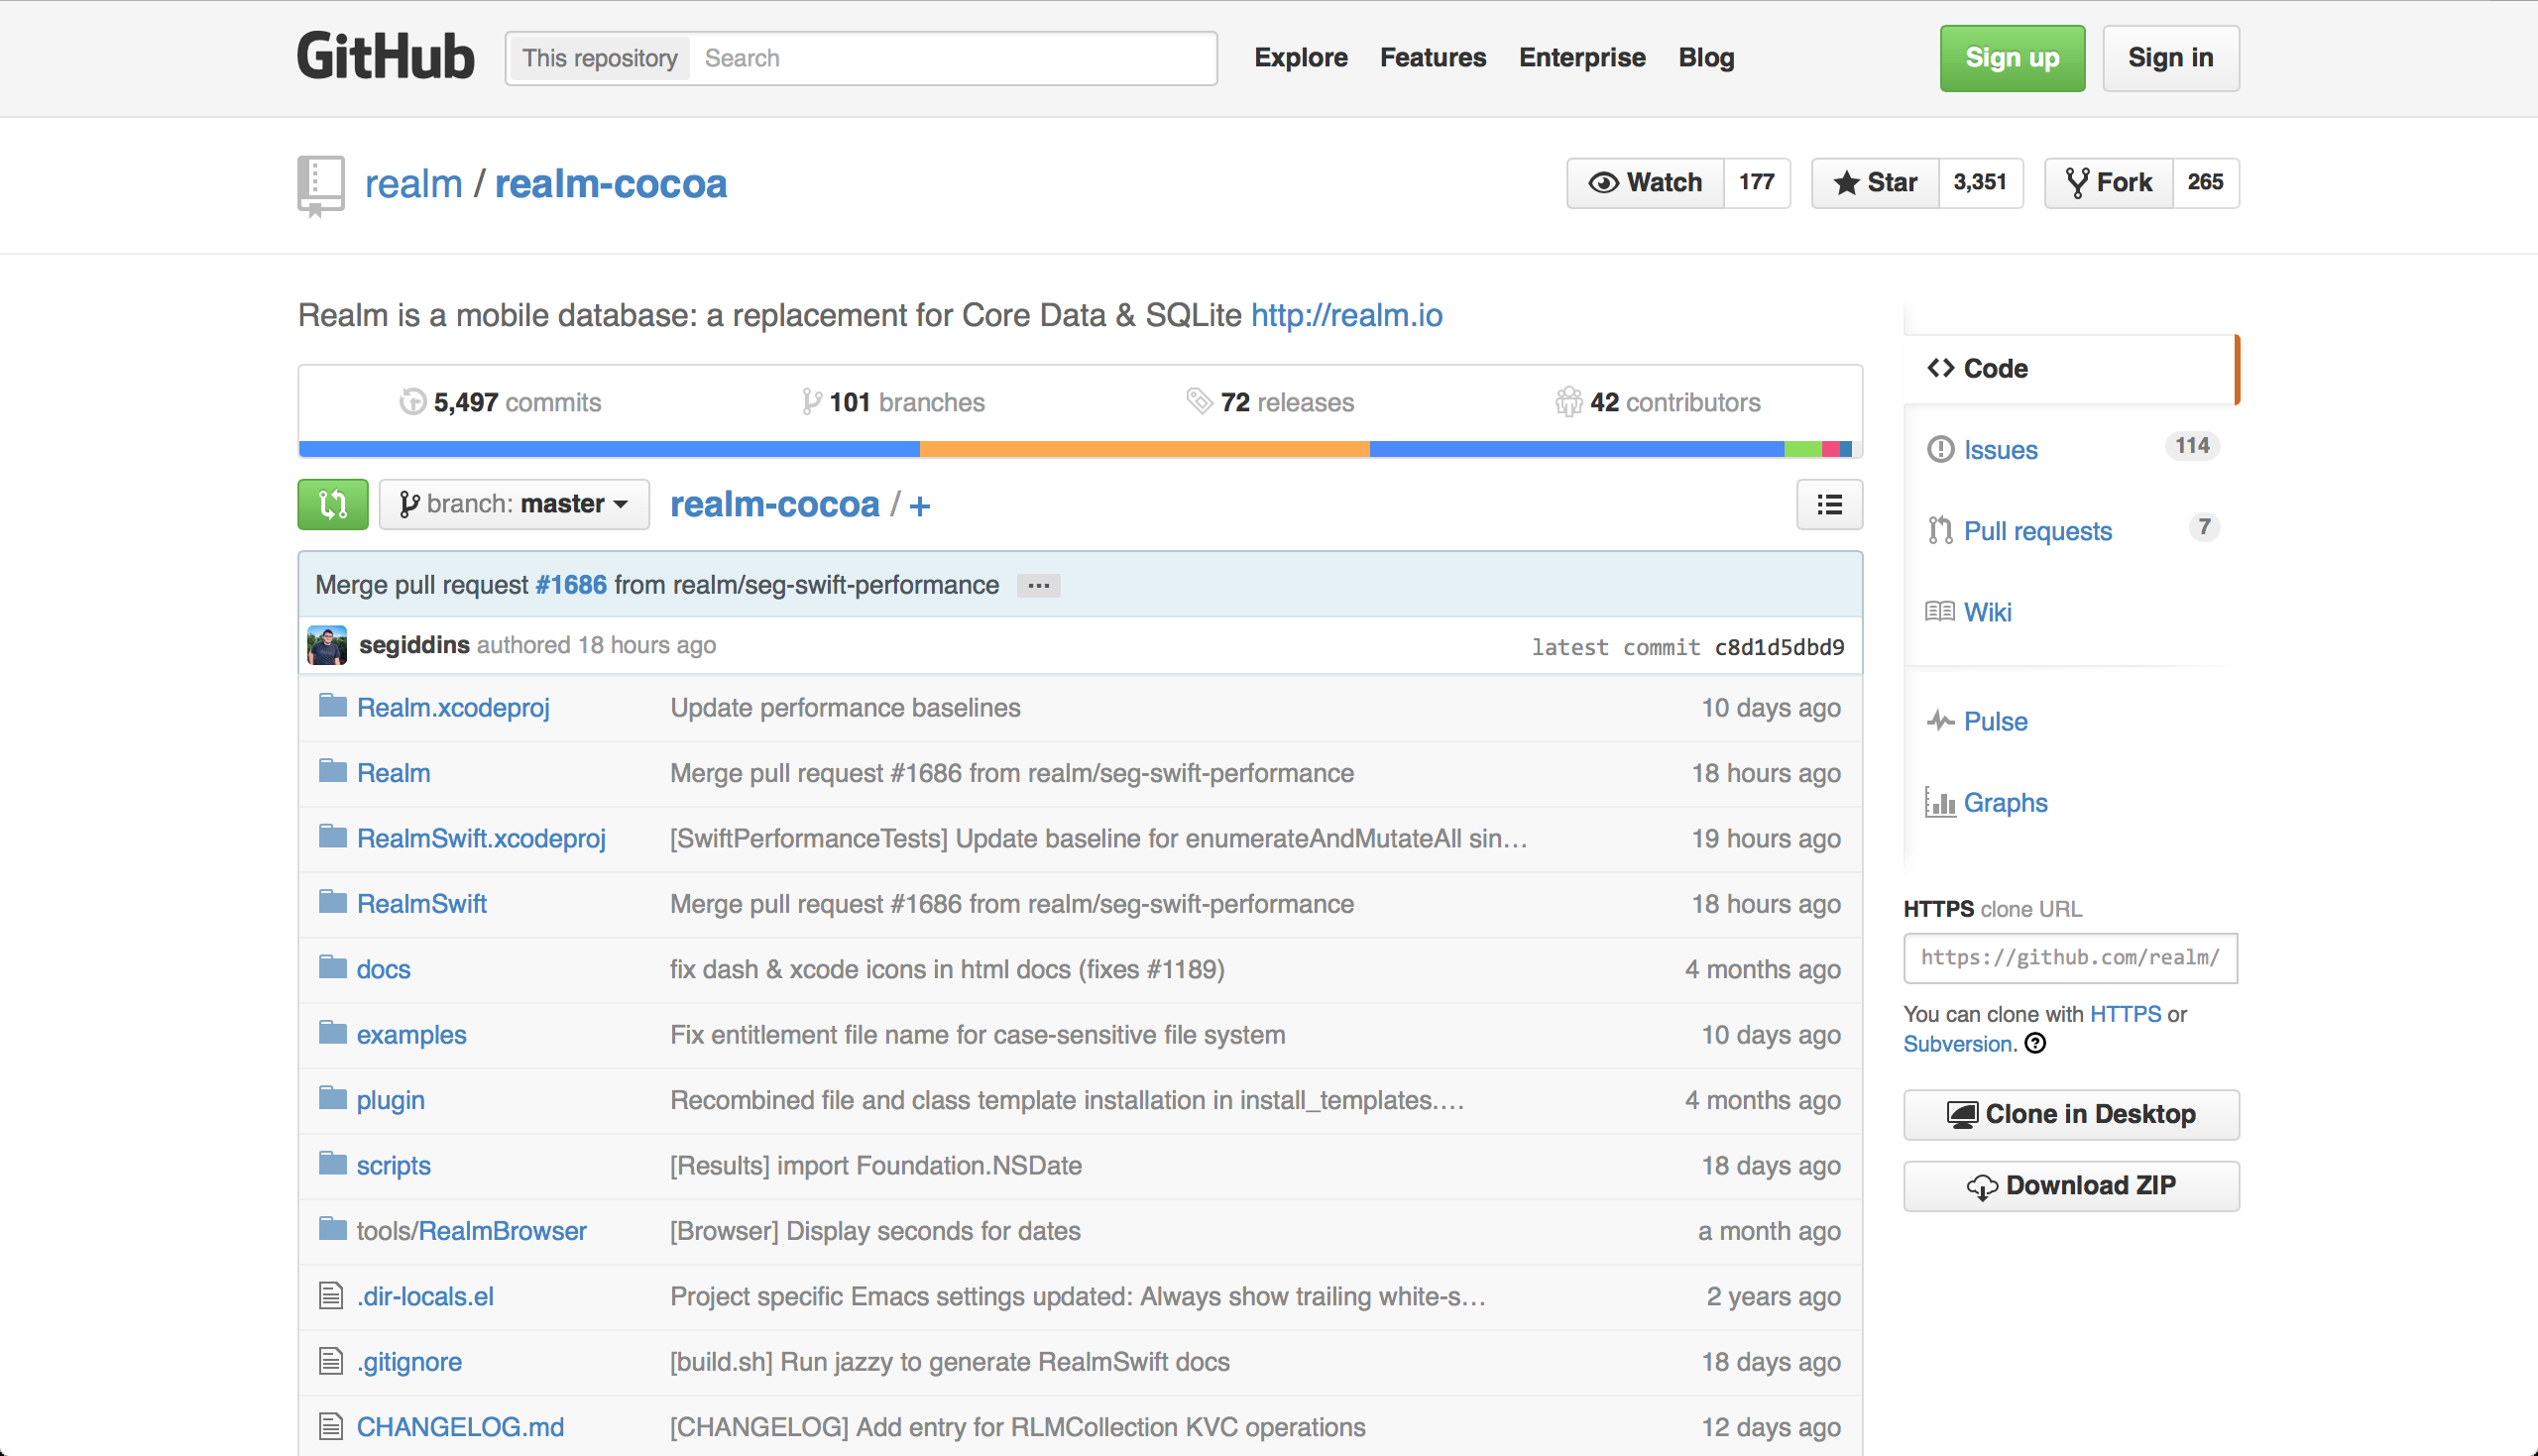 GitHub This repository Search Explore Features Enterprise Blog Sign up Sign in
realm / realm-cocoa Watch 177 Star 3,351 Fork 265
Realm is a mobile database: a replacement for Core Data & SQLite http://realm.io
5,497 commits 101 branches 72 releases 42 contributors
branch: master realm-cocoa / +
Merge pull request #1686 from realm/seg-swift-performance …
segiddins authored 18 hours ago latest commit c8d1d5dbd9
Realm.xcodeproj Update performance baselines 10 days ago
Realm Merge pull request #1686 from realm/seg-swift-performance 18 hours ago
RealmSwift.xcodeproj [SwiftPerformanceTests] Update baseline for enumerateAndMutateAll sin… 19 hours ago
RealmSwift Merge pull request #1686 from realm/seg-swift-performance 18 hours ago
docs fix dash & xcode icons in html docs (fixes #1189) 4 months ago
examples Fix entitlement file name for case-sensitive file system 10 days ago
plugin Recombined file and class template installation in install_templates.… 4 months ago
scripts [Results] import Foundation.NSDate 18 days ago
tools/RealmBrowser [Browser] Display seconds for dates a month ago
.dir-locals.el Project specific Emacs settings updated: Always show trailing white-s… 2 years ago
.gitignore [build.sh] Run jazzy to generate RealmSwift docs 18 days ago
CHANGELOG.md [CHANGELOG] Add entry for RLMCollection KVC operations 12 days ago
Code
Issues 114
Pull requests 7
Wiki
Pulse
Graphs
HTTPS clone URL
https://github.com/realm/
You can clone with HTTPS or
Subversion. ?
Clone in Desktop
Download ZIP